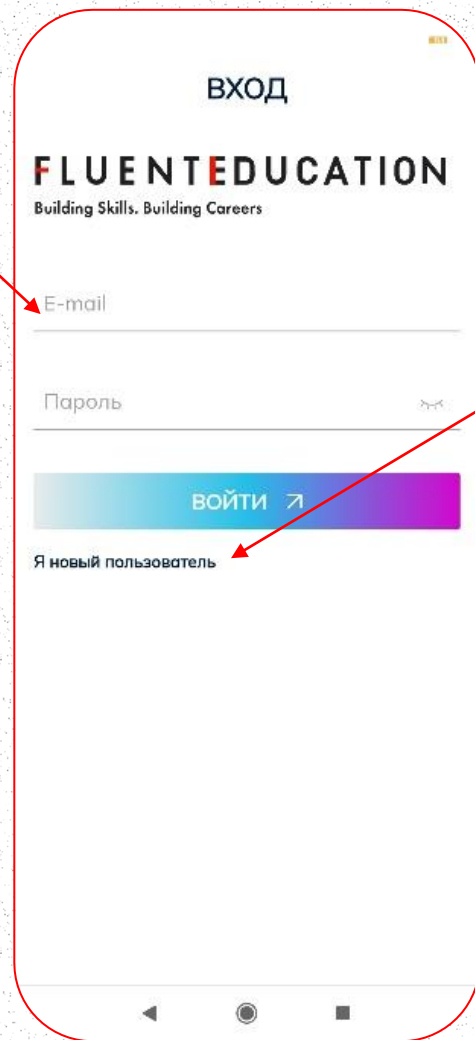 ВХОД
FLUENTEDUCATION
Building Skills. Building Careers
E-mail
Пароль
ВОЙТИ
Я новый пользователь